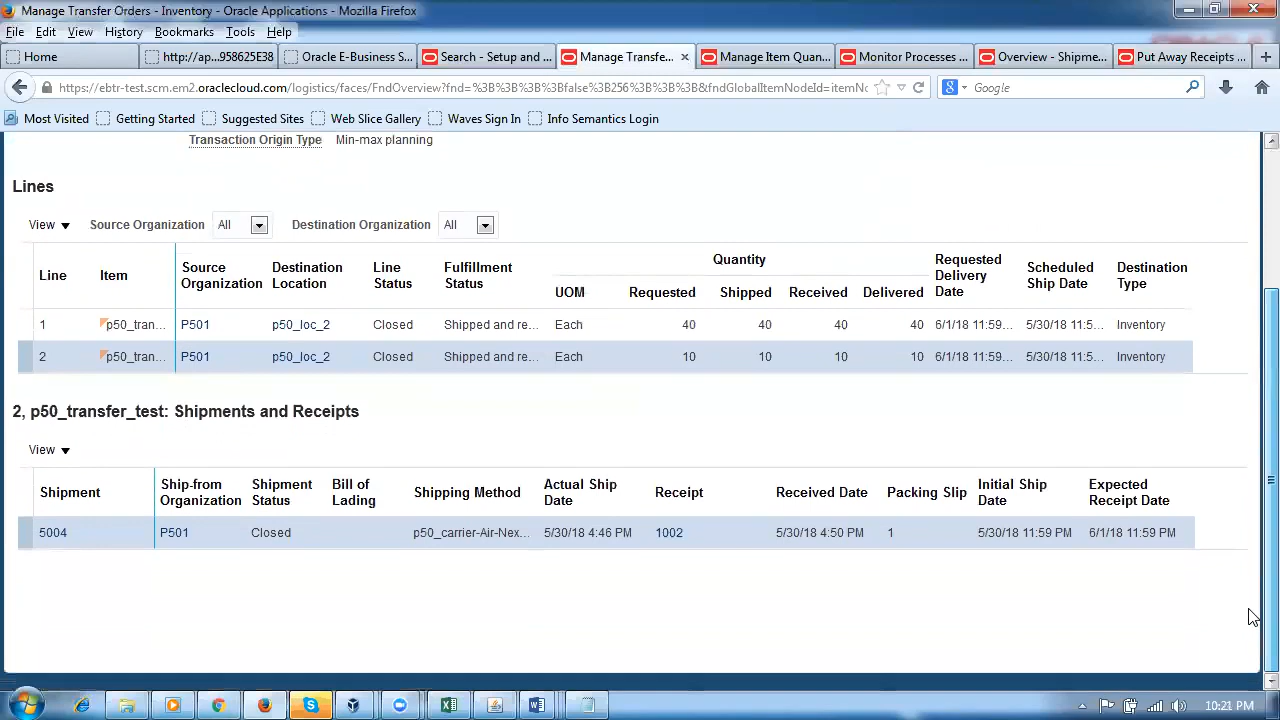 Manage Transfer Orders - Inventory - Oracle Applications - Mozilla Firefox
File Edit View History Bookmarks Tools Help
Home http://ap...958625E38 Oracle E-Business S... Search - Setup and ... Manage Transfe... Manage Item Quan... Monitor Processes ... Overview - Shipme... Put Away Receipts ...
https://ebtr-test.scm.em2.oraclecloud.com/logistics/faces/FndOverview?fnd=%3B%3B%3Bfalse%3B256%3B%3B%3B&fndGlobalItemNodeId=itemNo Google
Most Visited Getting Started Suggested Sites Web Slice Gallery Waves Sign In Info Semantics Login
Transaction Origin Type Min-max planning
Lines
View Source Organization All Destination Organization All
Line Item Source Organization Destination Location Line Status Fulfillment Status Quantity Requested Delivery Date Scheduled Ship Date Destination Type
UOM Requested Shipped Received Delivered
1 p50_tran... P501 p50_loc_2 Closed Shipped and re... Each 40 40 40 40 6/1/18 11:59... 5/30/18 11:5... Inventory
2 p50_tran... P501 p50_loc_2 Closed Shipped and re... Each 10 10 10 10 6/1/18 11:59... 5/30/18 11:5... Inventory
2, p50_transfer_test: Shipments and Receipts
View
Shipment Ship-from Organization Shipment Status Bill of Lading Shipping Method Actual Ship Date Receipt Received Date Packing Slip Initial Ship Date Expected Receipt Date
5004 P501 Closed p50_carrier-Air-Nex... 5/30/18 4:46 PM 1002 5/30/18 4:50 PM 1 5/30/18 11:59 PM 6/1/18 11:59 PM
10:21 PM